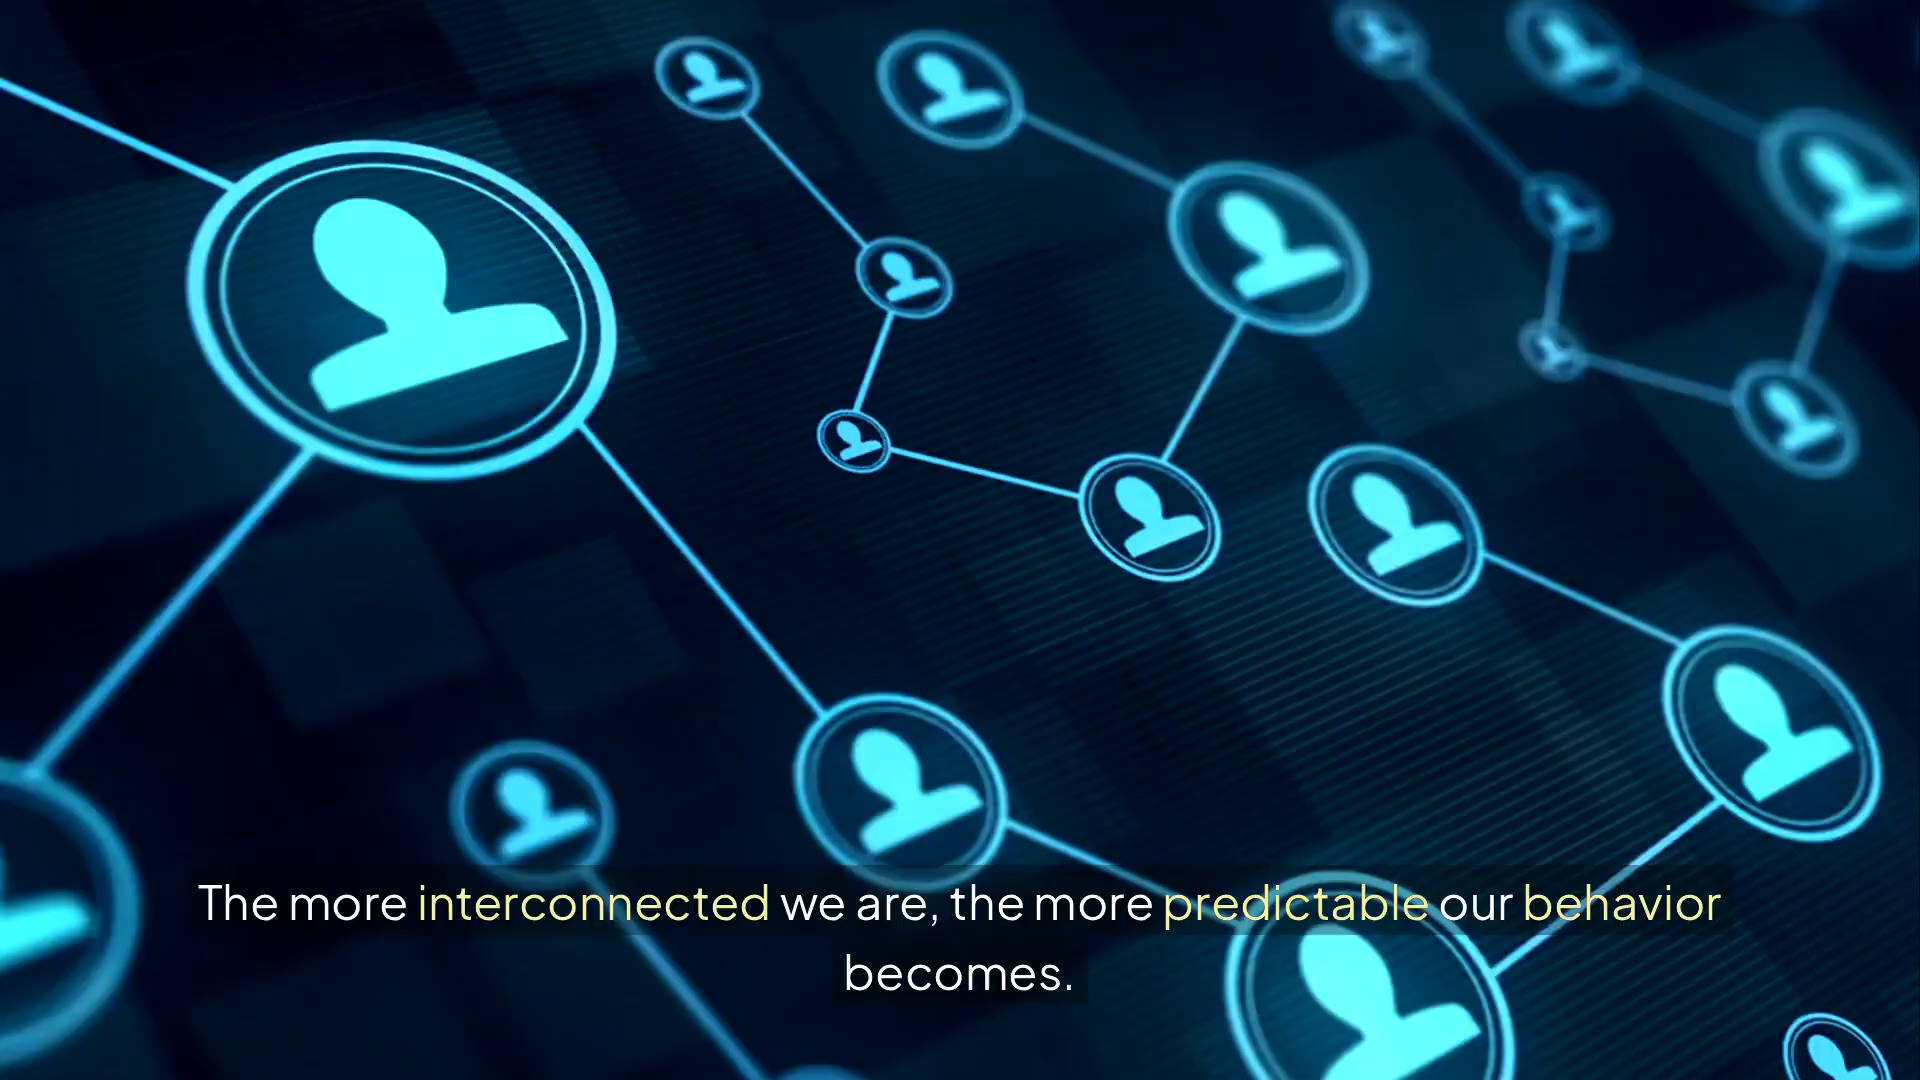 The more interconnected we are, the more predictable our behavior
becomes.